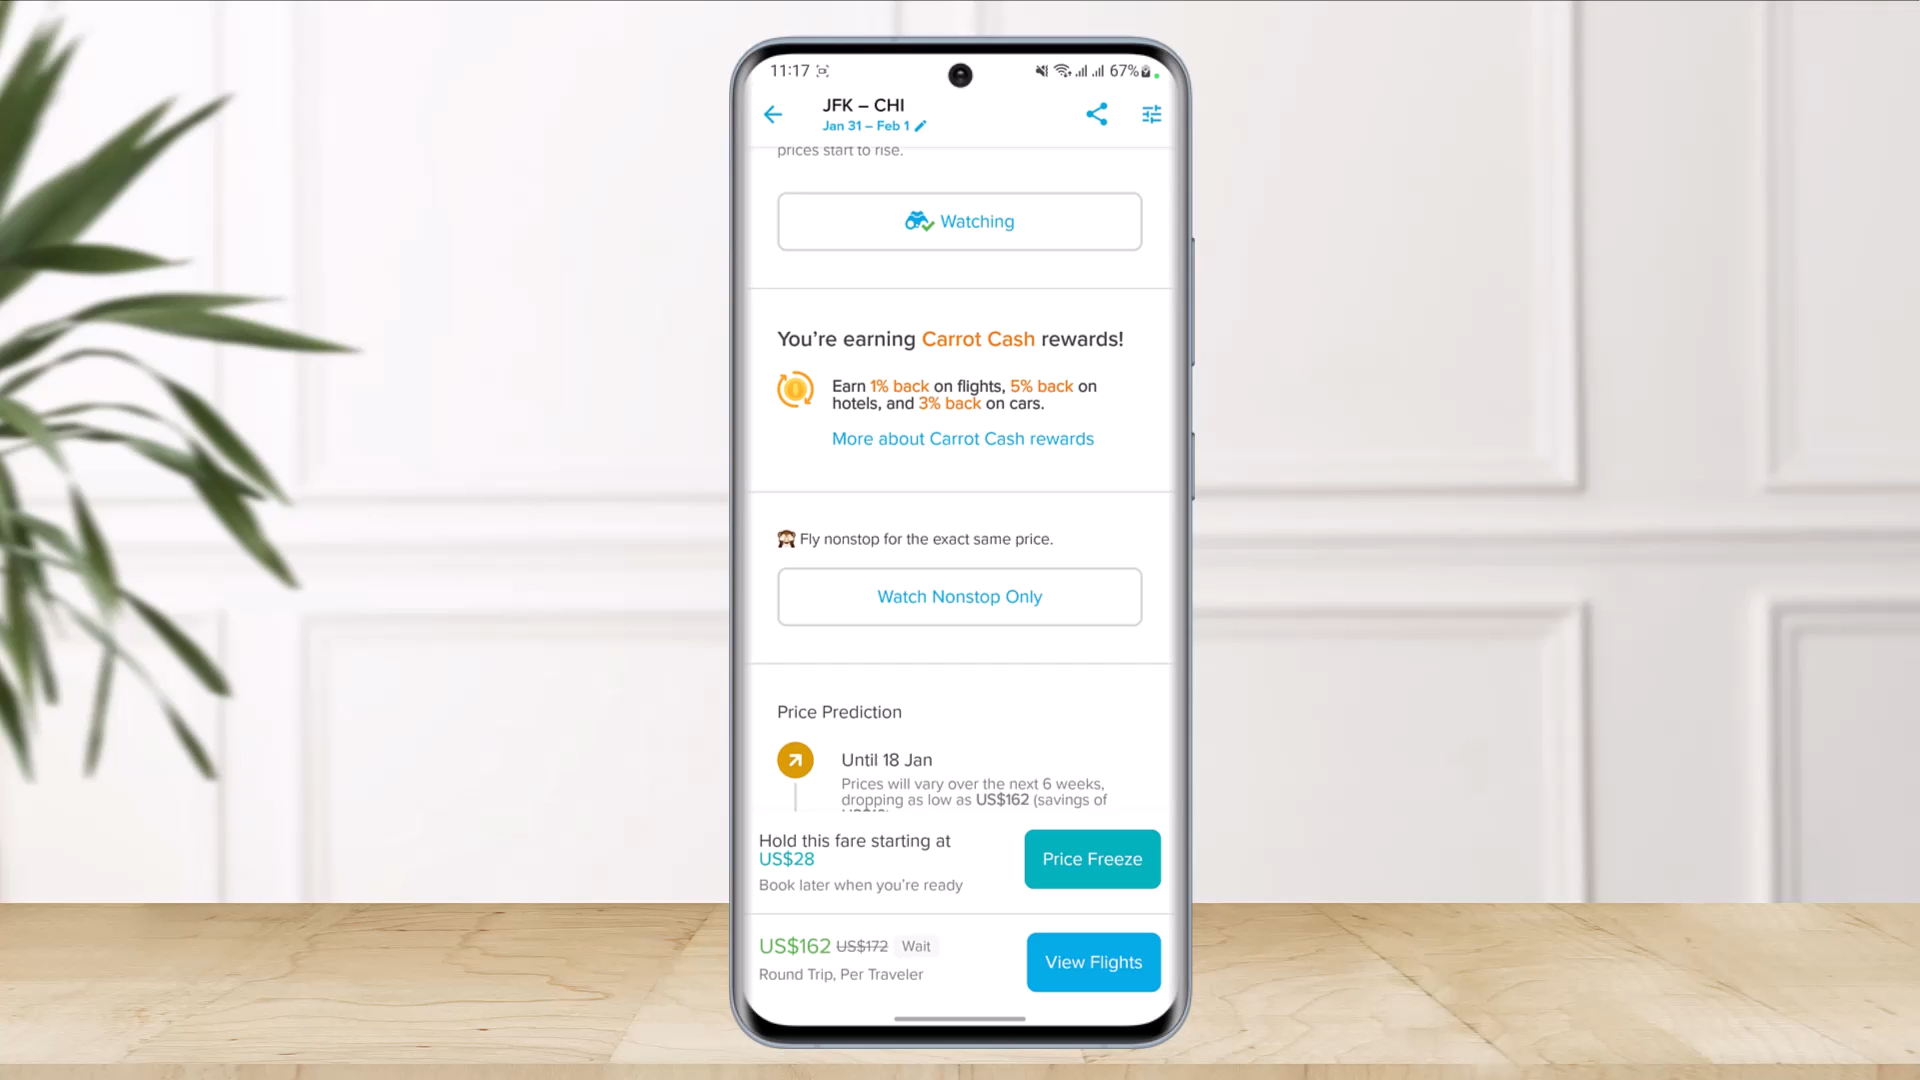 11:17
67%
JFK – CHI
Jan 31 – Feb 1
prices start to rise.
Watching
You're earning Carrot Cash rewards!
Earn 1% back on flights, 5% back on
hotels, and 3% back on cars.
More about Carrot Cash rewards
Fly nonstop for the exact same price.
Watch Nonstop Only
Price Prediction
Until 18 Jan
Prices will vary over the next 6 weeks,
dropping as low as US$162 (savings of
Hold this fare starting at
US$28
Book later when you're ready
Price Freeze
US$162 US$172 Wait
Round Trip, Per Traveler
View Flights